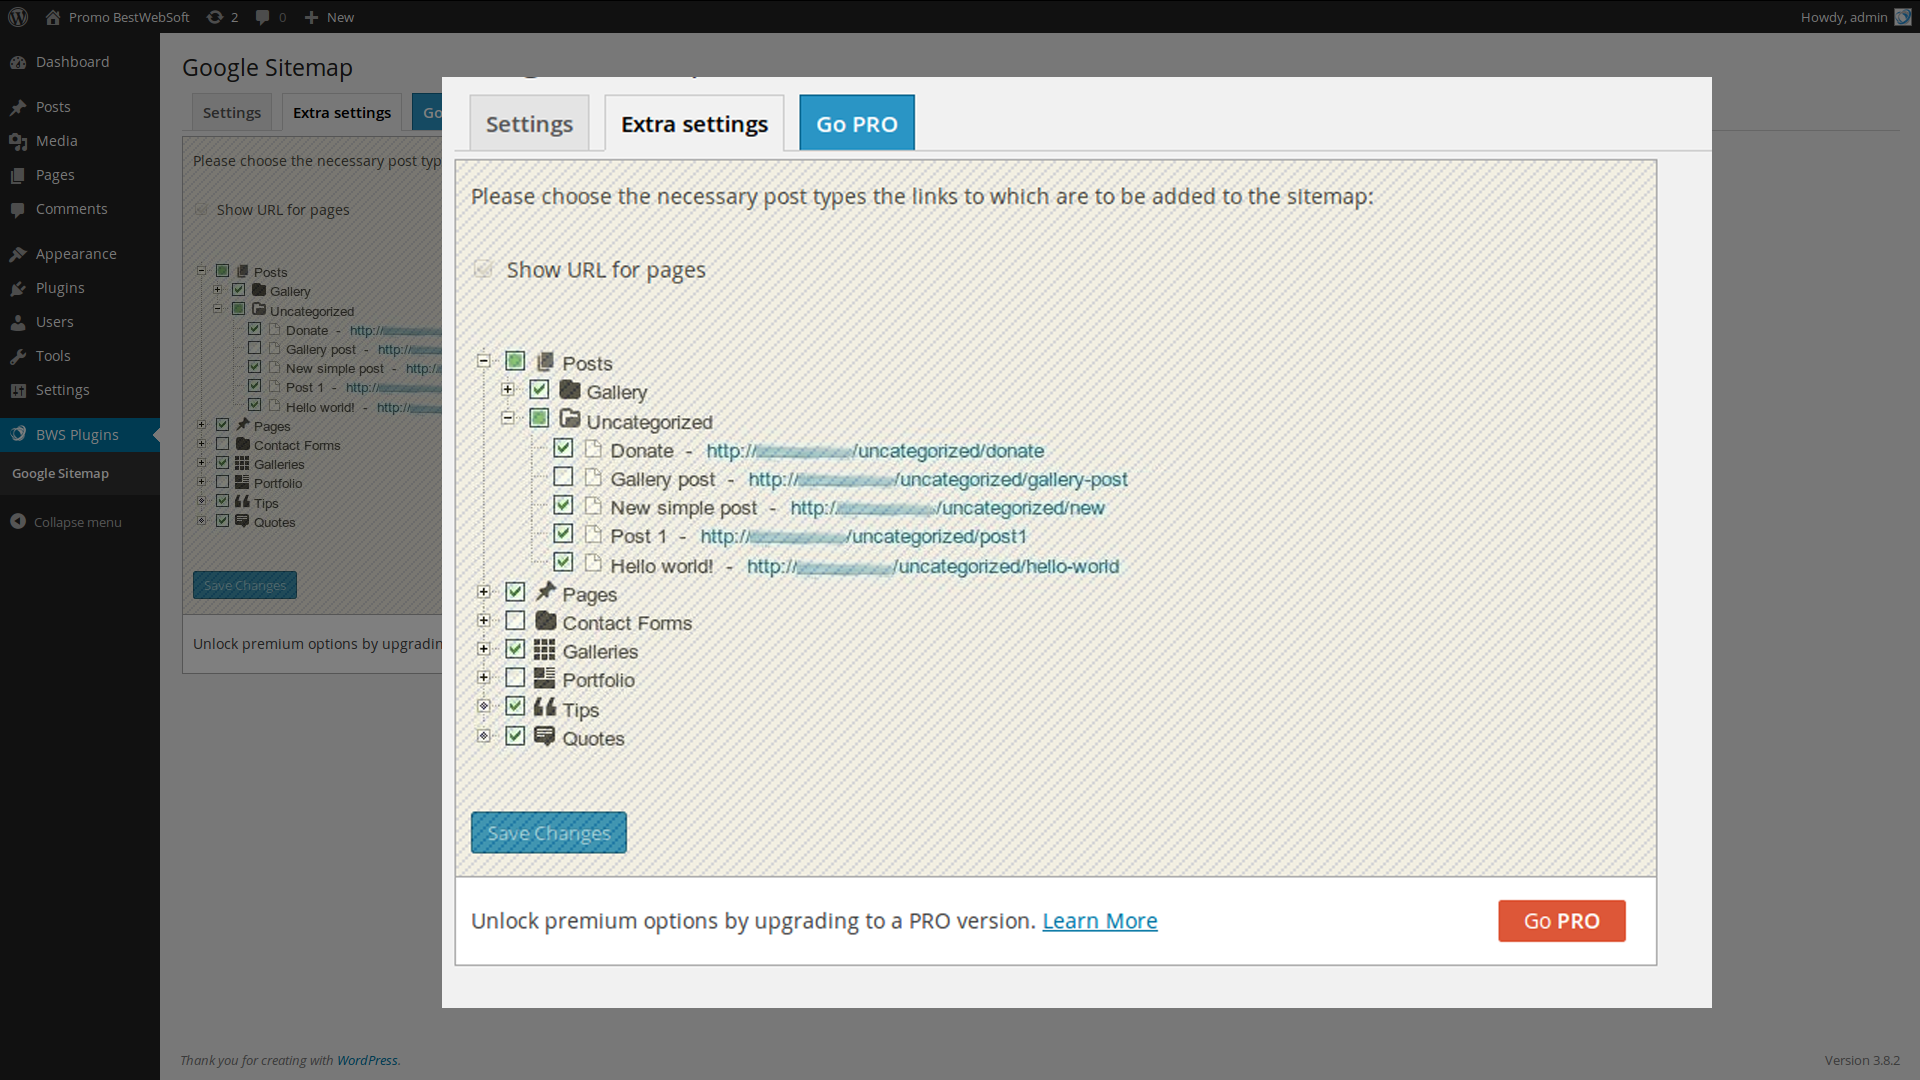 Promo BestWebSoft 2 0 New Howdy, admin
Dashboard
Posts
Media
Pages
Comments
Appearance
Plugins
Users
Tools
Settings
BWS Plugins
Google Sitemap
Collapse menu
Google Sitemap
Settings Extra settings Go
Please choose the necessary post typ
Show URL for pages
Posts
Gallery
Uncategorized
Donate - http://
Gallery post - http://
New simple post - http:/
Post 1 - http://
Hello world! - http://
Pages
Contact Forms
Galleries
Portfolio
Tips
Quotes
Save Changes
Unlock premium options by upgradin
Settings Extra settings Go PRO
Please choose the necessary post types the links to which are to be added to the sitemap:
Show URL for pages
Posts
Gallery
Uncategorized
Donate - http:// /uncategorized/donate
Gallery post - http:// /uncategorized/gallery-post
New simple post - http:// /uncategorized/new
Post 1 - http:// /uncategorized/post1
Hello world! - http:// /uncategorized/hello-world
Pages
Contact Forms
Galleries
Portfolio
Tips
Quotes
Save Changes
Unlock premium options by upgrading to a PRO version. Learn More Go PRO
Thank you for creating with WordPress. Version 3.8.2